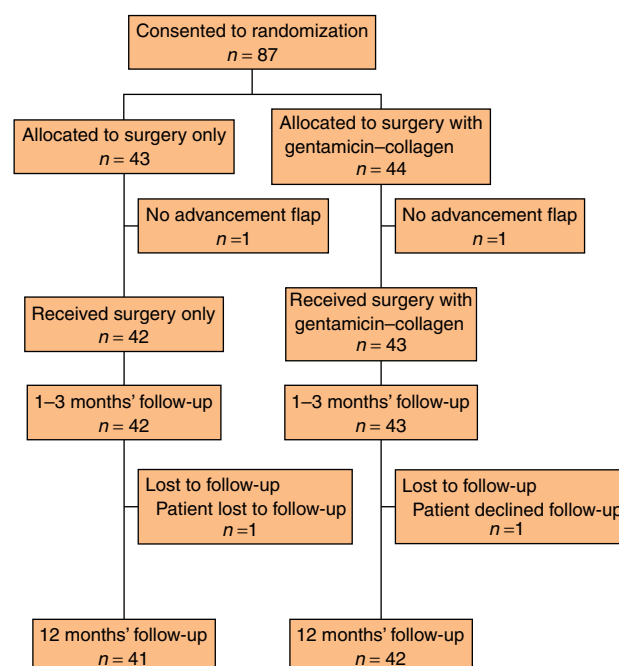 Consented to randomization
n = 87
Allocated to surgery only
n = 43
Allocated to surgery with
gentamicin–collagen
n = 44
No advancement flap
n =1
No advancement flap
n =1
Received surgery only
n = 42
Received surgery with
gentamicin–collagen
n = 43
1–3 months’ follow-up
n = 42
1–3 months’ follow-up
n = 43
Lost to follow-up
Patient lost to follow-up
n =1
Lost to follow-up
Patient declined follow-up
n =1
12 months’ follow-up
n = 41
12 months’ follow-up
n = 42